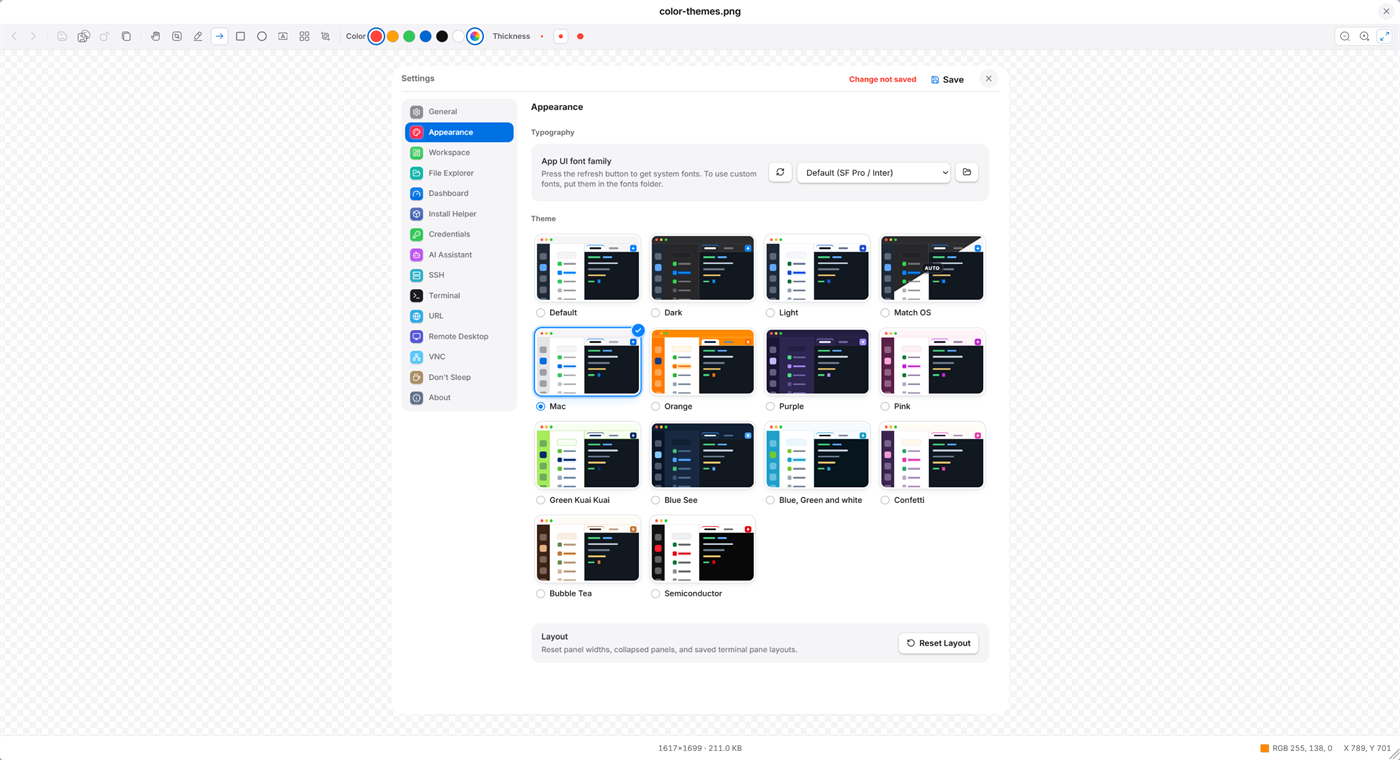 color-themes.png
Color
Thickness
Settings
Change not saved
Save
General
Appearance
Workspace
File Explorer
Dashboard
Install Helper
Credentials
AI Assistant
SSH
Terminal
URL
Remote Desktop
VNC
Don't Sleep
About
Appearance
Typography
App UI font family
Press the refresh button to get system fonts. To use custom
fonts, put them in the fonts folder.
Default (SF Pro / Inter)
Theme
AUTO
Default
Dark
Light
Match OS
Mac
Orange
Purple
Pink
Green Kuai Kuai
Blue See
Blue, Green and white
Confetti
Bubble Tea
Semiconductor
Layout
Reset panel widths, collapsed panels, and saved terminal pane layouts.
Reset Layout
1617×1699 · 211.0 KB
RGB 255, 138, 0
X 789, Y 701